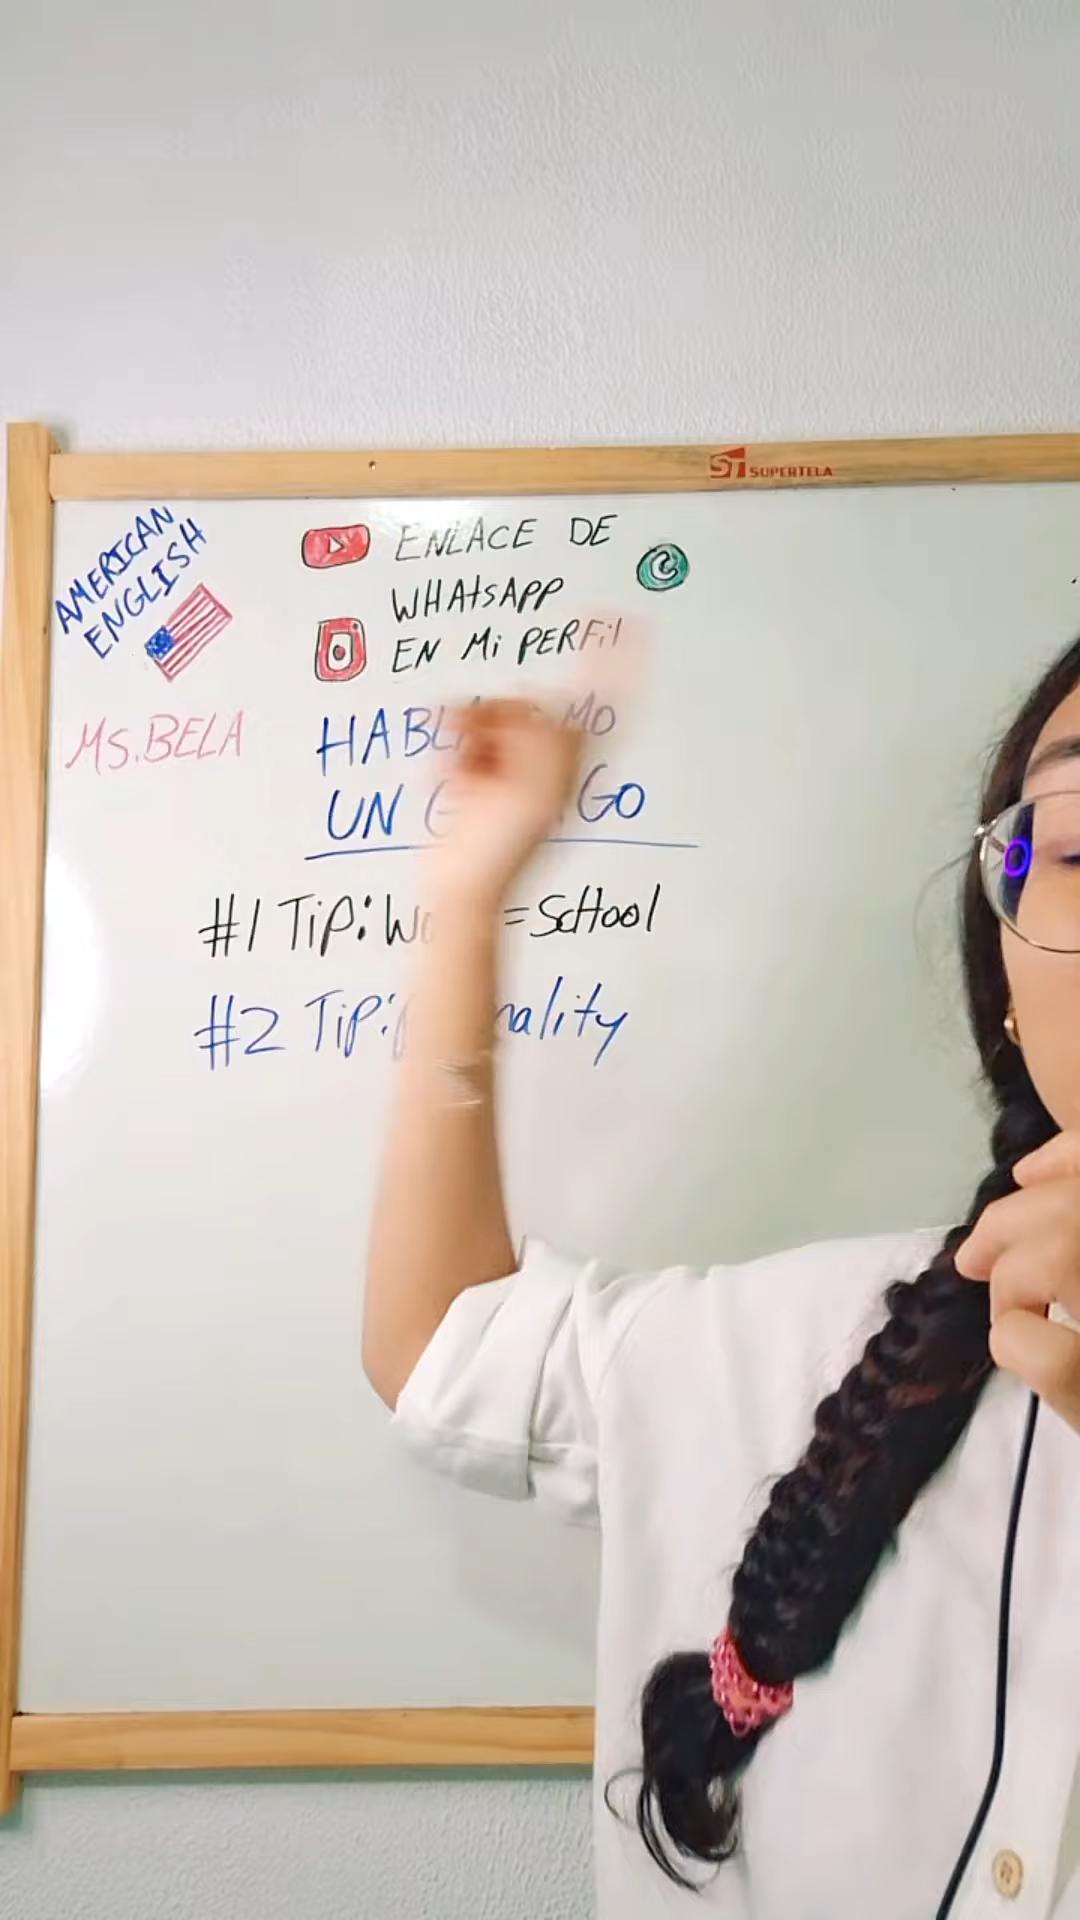 ST SUPERTELA
AMERICAN
ENGLISH
ENLACE DE
WHAtSAPP
EN Mi PERFil
MS.BELA
UN
#1 TiP: = ScHool
#2 TiP: